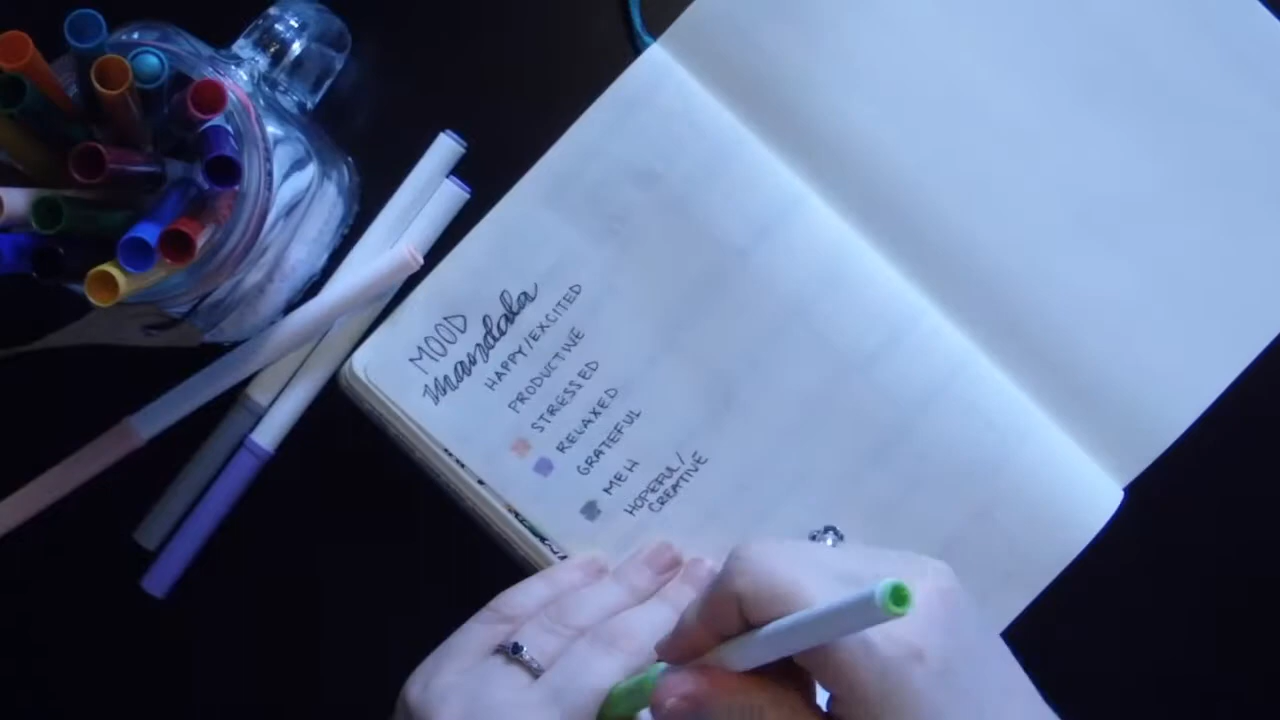 MOOD
mandala
HAPPY/EXCITED
PRODUCTIVE
STRESSED
RELAXED
GRATEFUL
MEH
HOPEFUL/
CREATIVE